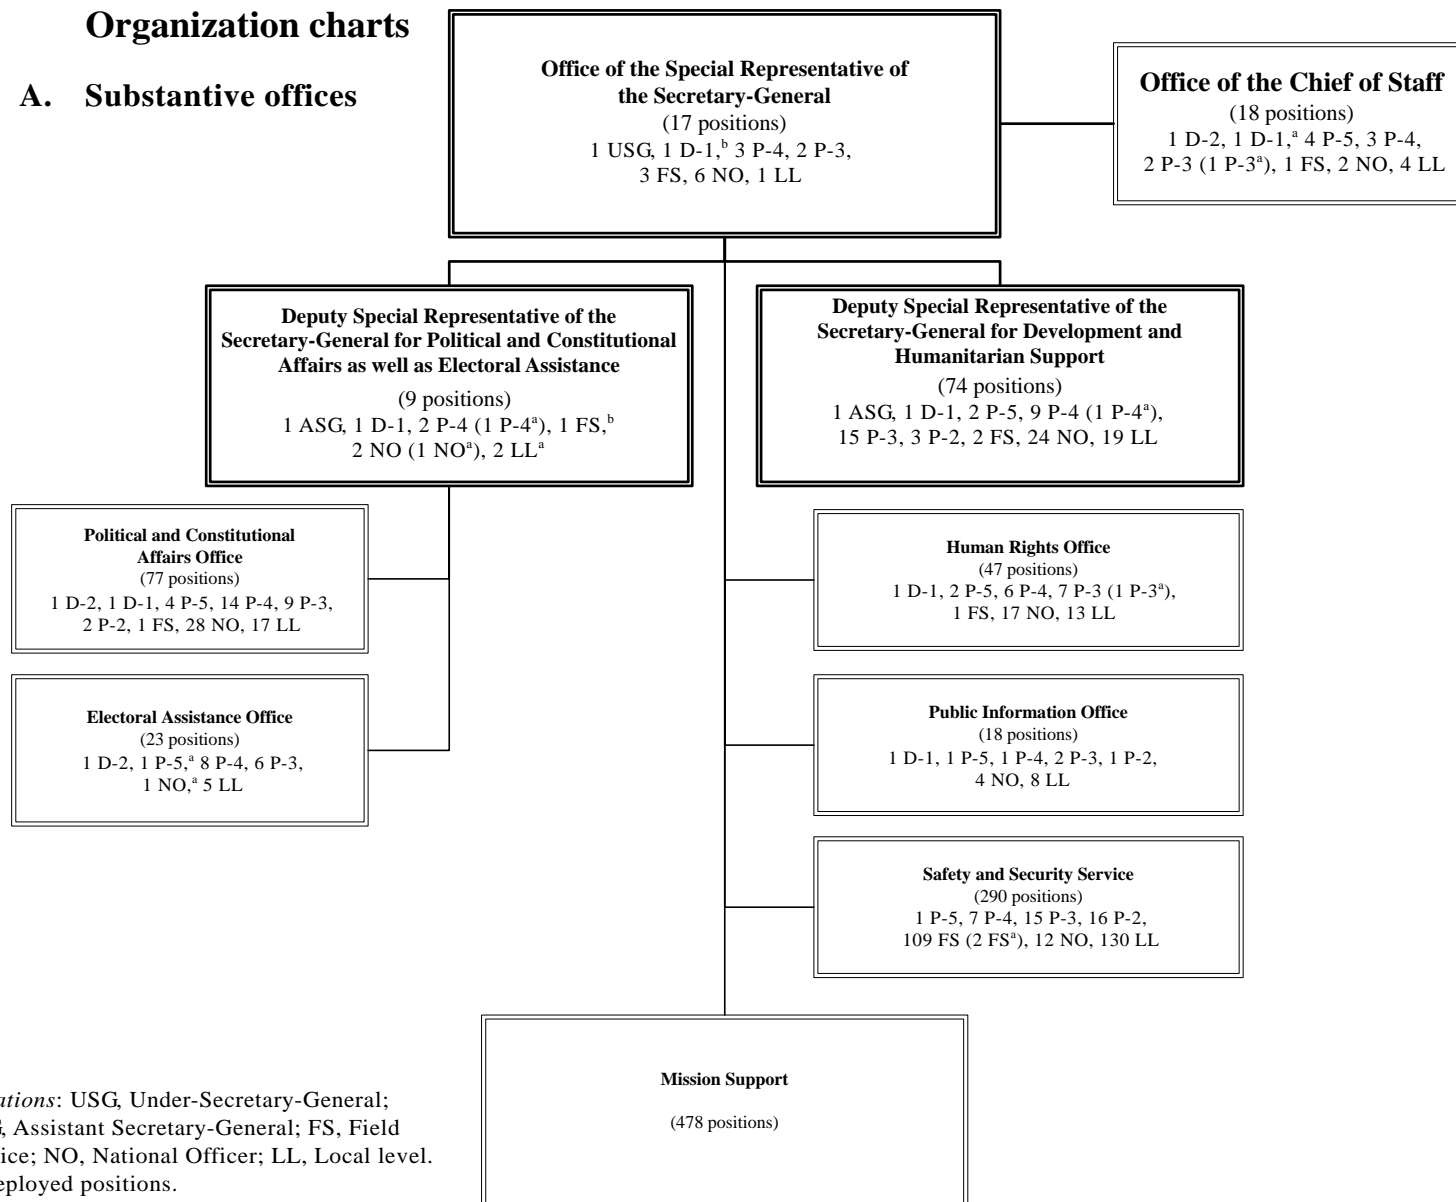 Organization charts
A. Substantive offices
Office of the Special Representative of
the Secretary-General
(17 positions)
1 USG, 1 D-1,ᵇ 3 P-4, 2 P-3,
3 FS, 6 NO, 1 LL
Office of the Chief of Staff
(18 positions)
1 D-2, 1 D-1,ᵃ 4 P-5, 3 P-4,
2 P-3 (1 P-3ᵃ), 1 FS, 2 NO, 4 LL
Deputy Special Representative of the
Secretary-General for Political and Constitutional
Affairs as well as Electoral Assistance
(9 positions)
1 ASG, 1 D-1, 2 P-4 (1 P-4ᵃ), 1 FS,ᵇ
2 NO (1 NOᵃ), 2 LLᵃ
Deputy Special Representative of the
Secretary-General for Development and
Humanitarian Support
(74 positions)
1 ASG, 1 D-1, 2 P-5, 9 P-4 (1 P-4ᵃ),
15 P-3, 3 P-2, 2 FS, 24 NO, 19 LL
Political and Constitutional
Affairs Office
(77 positions)
1 D-2, 1 D-1, 4 P-5, 14 P-4, 9 P-3,
2 P-2, 1 FS, 28 NO, 17 LL
Electoral Assistance Office
(23 positions)
1 D-2, 1 P-5,ᵃ 8 P-4, 6 P-3,
1 NO,ᵃ 5 LL
Human Rights Office
(47 positions)
1 D-1, 2 P-5, 6 P-4, 7 P-3 (1 P-3ᵃ),
1 FS, 17 NO, 13 LL
Public Information Office
(18 positions)
1 D-1, 1 P-5, 1 P-4, 2 P-3, 1 P-2,
4 NO, 8 LL
Safety and Security Service
(290 positions)
1 P-5, 7 P-4, 15 P-3, 16 P-2,
109 FS (2 FSᵃ), 12 NO, 130 LL
Mission Support
(478 positions)
ations: USG, Under-Secretary-General;
G, Assistant Secretary-General; FS, Field
ice; NO, National Officer; LL, Local level.
eployed positions.